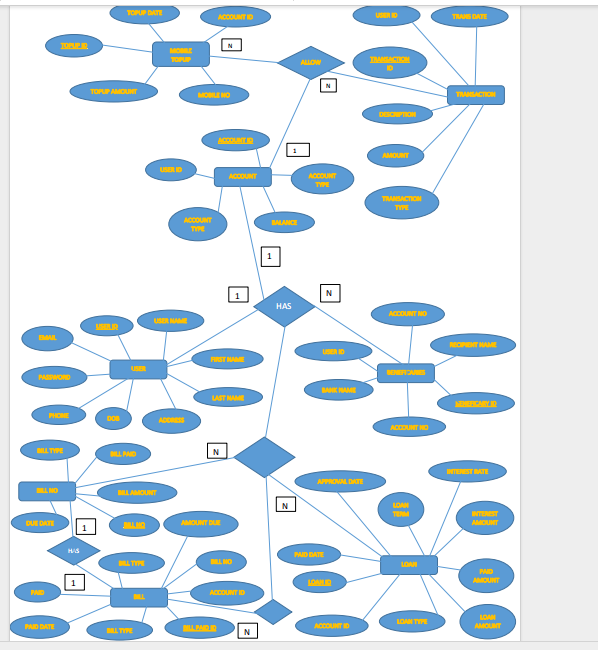 TOPUP DATE
ACCOUNT ID
USER ID
TRANS DATE
TOPUP ID
MOBILE
TOPUP
N
ALLOW
TRANSACTION
ID
TOPUP AMOUNT
MOBILE NO
N
TRANSACTION
DESCRIPTION
ACCOUNT ID
1
AMOUNT
USER ID
ACCOUNT
ACCOUNT
TYPE
TRANSACTION
TYPE
ACCOUNT
TYPE
BALANCE
1
1
HAS
N
EMAIL
USER ID
USER NAME
ACCOUNT NO
USER ID
RECIPIENT NAME
PASSWORD
USER
FIRST NAME
BENEFICIARIES
BANK NAME
LAST NAME
BENEFICIARY ID
PHONE
DOB
ADDRESS
ACCOUNT NO
BILL TYPE
BILL PAID
N
INTEREST RATE
APPROVAL DATE
BILL NO
BILL AMOUNT
N
LOAN
TERM
INTEREST
AMOUNT
DUE DATE
1
BILL NO
AMOUNT DUE
HAS
BILL TYPE
BILL NO
PAID DATE
LOAN
PAID
AMOUNT
1
LOAN ID
PAID
BILL
ACCOUNT ID
PAID DATE
BILL TYPE
BILL PAID ID
N
ACCOUNT ID
LOAN TYPE
LOAN
AMOUNT